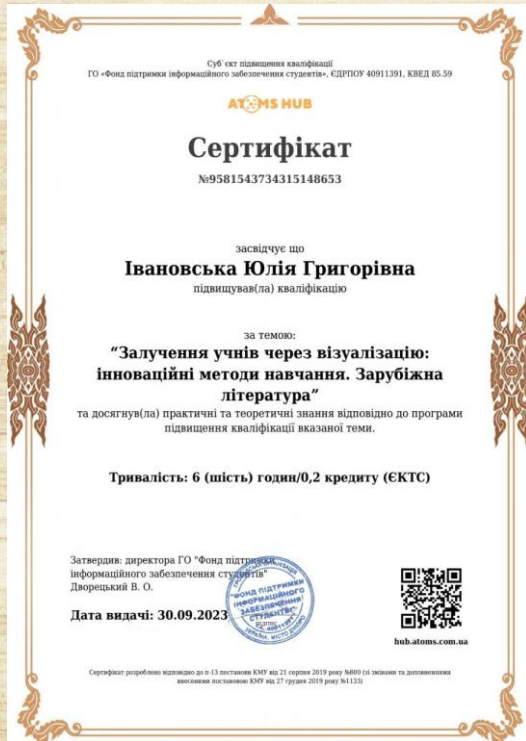 Суб`єкт підвищення кваліфікації
ГО «Фонд підтримки інформаційного забезпечення студентів», ЄДРПОУ 40911391, КВЕД 85.59
ATOMS HUB
Сертифікат
№9581543734315148653
засвідчує що
Івановська Юлія Григорівна
підвищував(ла) кваліфікацію
за темою:
“Залучення учнів через візуалізацію:
інноваційні методи навчання. Зарубіжна
література”
та досягнув(ла) практичні та теоретичні знання відповідно до програми
підвищення кваліфікації вказаної теми.
Тривалість: 6 (шість) годин/0,2 кредиту (ЄКТС)
Затвердив: директора ГО "Фонд підтримки
інформаційного забезпечення студентів"
Дворецький В. О.
ФОНД ПІДТРИМКИ
ІНФОРМАЦІЙНОГО
ЗАБЕЗПЕЧЕННЯ
СТУДЕНТІВ
Дата видачі: 30.09.2023
hub.atoms.com.ua
Сертифікат розроблено відповідно до п-13 постанови КМУ від 21 серпня 2019 року №800 (зі змінами та доповненнями
внесеними постановою КМУ від 27 грудня 2019 №1133)